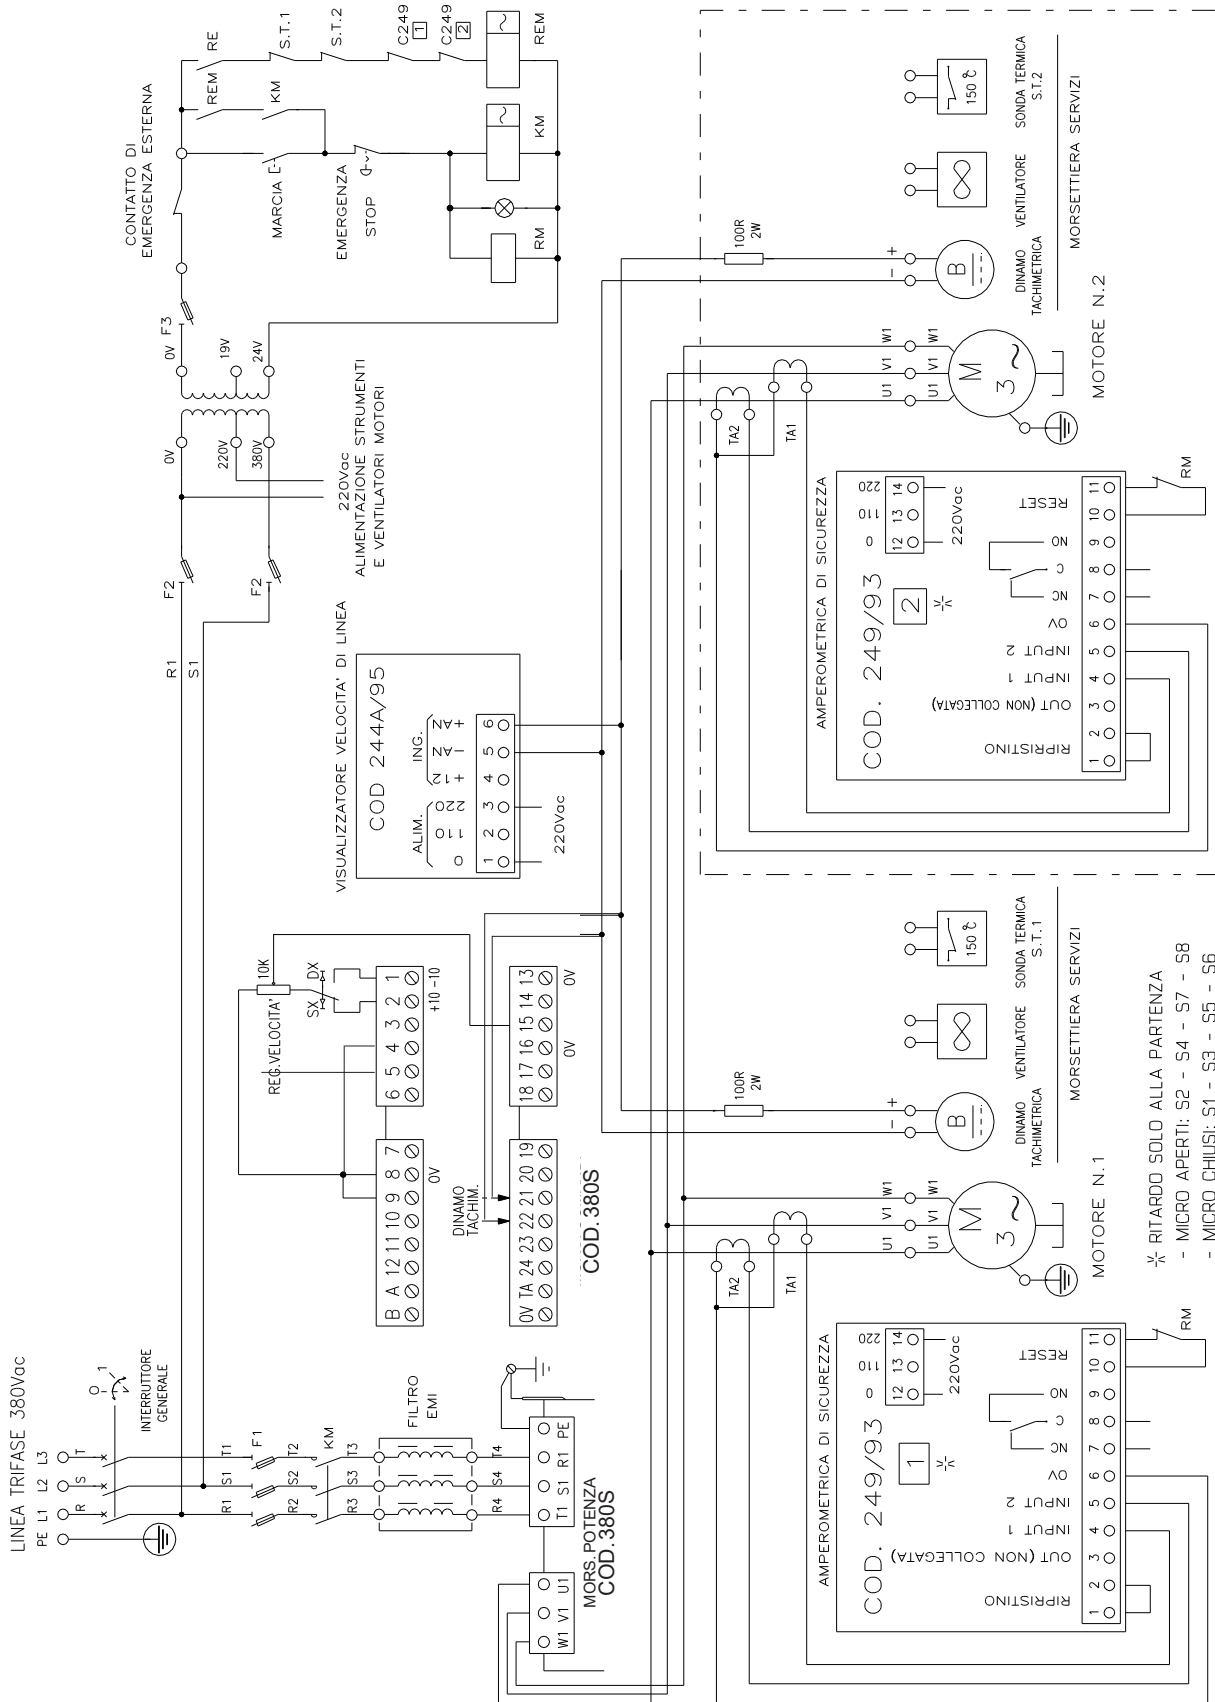 LINEA TRIFASE 380Vac
PE L1 L2 L3
R S T
0 1
INTERRUTTORE
GENERALE
R1 S1 T1
F1
R2 S2 T2
KM
R3 S3 T3
FILTRO
EMI
R4 S4 T4
T1 S1 R1 PE
MORS.POTENZA
COD.380S
W1 V1 U1
R1
S1
F2
F2
0V
220V
380V
220Vac
ALIMENTAZIONE STRUMENTI
E VENTILATORI MOTORI
0V
19V
24V
F3
CONTATTO DI
EMERGENZA ESTERNA
MARCIA
EMERGENZA
STOP
REM
KM
RE
S.T.1
S.T.2
C249
1
C249
2
REM
KM
RM
REG.VELOCITA'
10K
SX DX
6 5 4 3 2 1
+10 -10
B A 12 11 10 9 8 7
0V
18 17 16 15 14 13
0V 0V
0V TA 24 23 22 21 20 19
DINAMO
TACHIM.
COD.380S
VISUALIZZATORE VELOCITA' DI LINEA
COD 244A/95
ALIM. ING.
0 110 220 +12 -AN +AN
1 2 3 4 5 6
220Vac
AMPEROMETRICA DI SICUREZZA
COD. 249/93
1
0 110 220
12 13 14
220Vac
RIPRISTINO
OUT (NON COLLEGATA)
INPUT 1
INPUT 2
0V
NC C NO
RESET
1 2 3 4 5 6 7 8 9 10 11
RM
TA2
TA1
U1 V1 W1
U1 V1 W1
M
3 ~
MOTORE N.1
100R
2W
- +
B
DINAMO
TACHIMETRICA
VENTILATORE
SONDA TERMICA
S.T.1
150 °C
MORSETTIERA SERVIZI
RITARDO SOLO ALLA PARTENZA
- MICRO APERTI: S2 - S4 - S7 - S8
- MICRO CHIUSI: S1 - S3 - S5 - S6
AMPEROMETRICA DI SICUREZZA
COD. 249/93
2
0 110 220
12 13 14
220Vac
RIPRISTINO
OUT (NON COLLEGATA)
INPUT 1
INPUT 2
0V
NC C NO
RESET
1 2 3 4 5 6 7 8 9 10 11
RM
TA2
TA1
U1 V1 W1
U1 V1 W1
M
3 ~
MOTORE N.2
100R
2W
- +
B
DINAMO
TACHIMETRICA
VENTILATORE
SONDA TERMICA
S.T.2
150 °C
MORSETTIERA SERVIZI